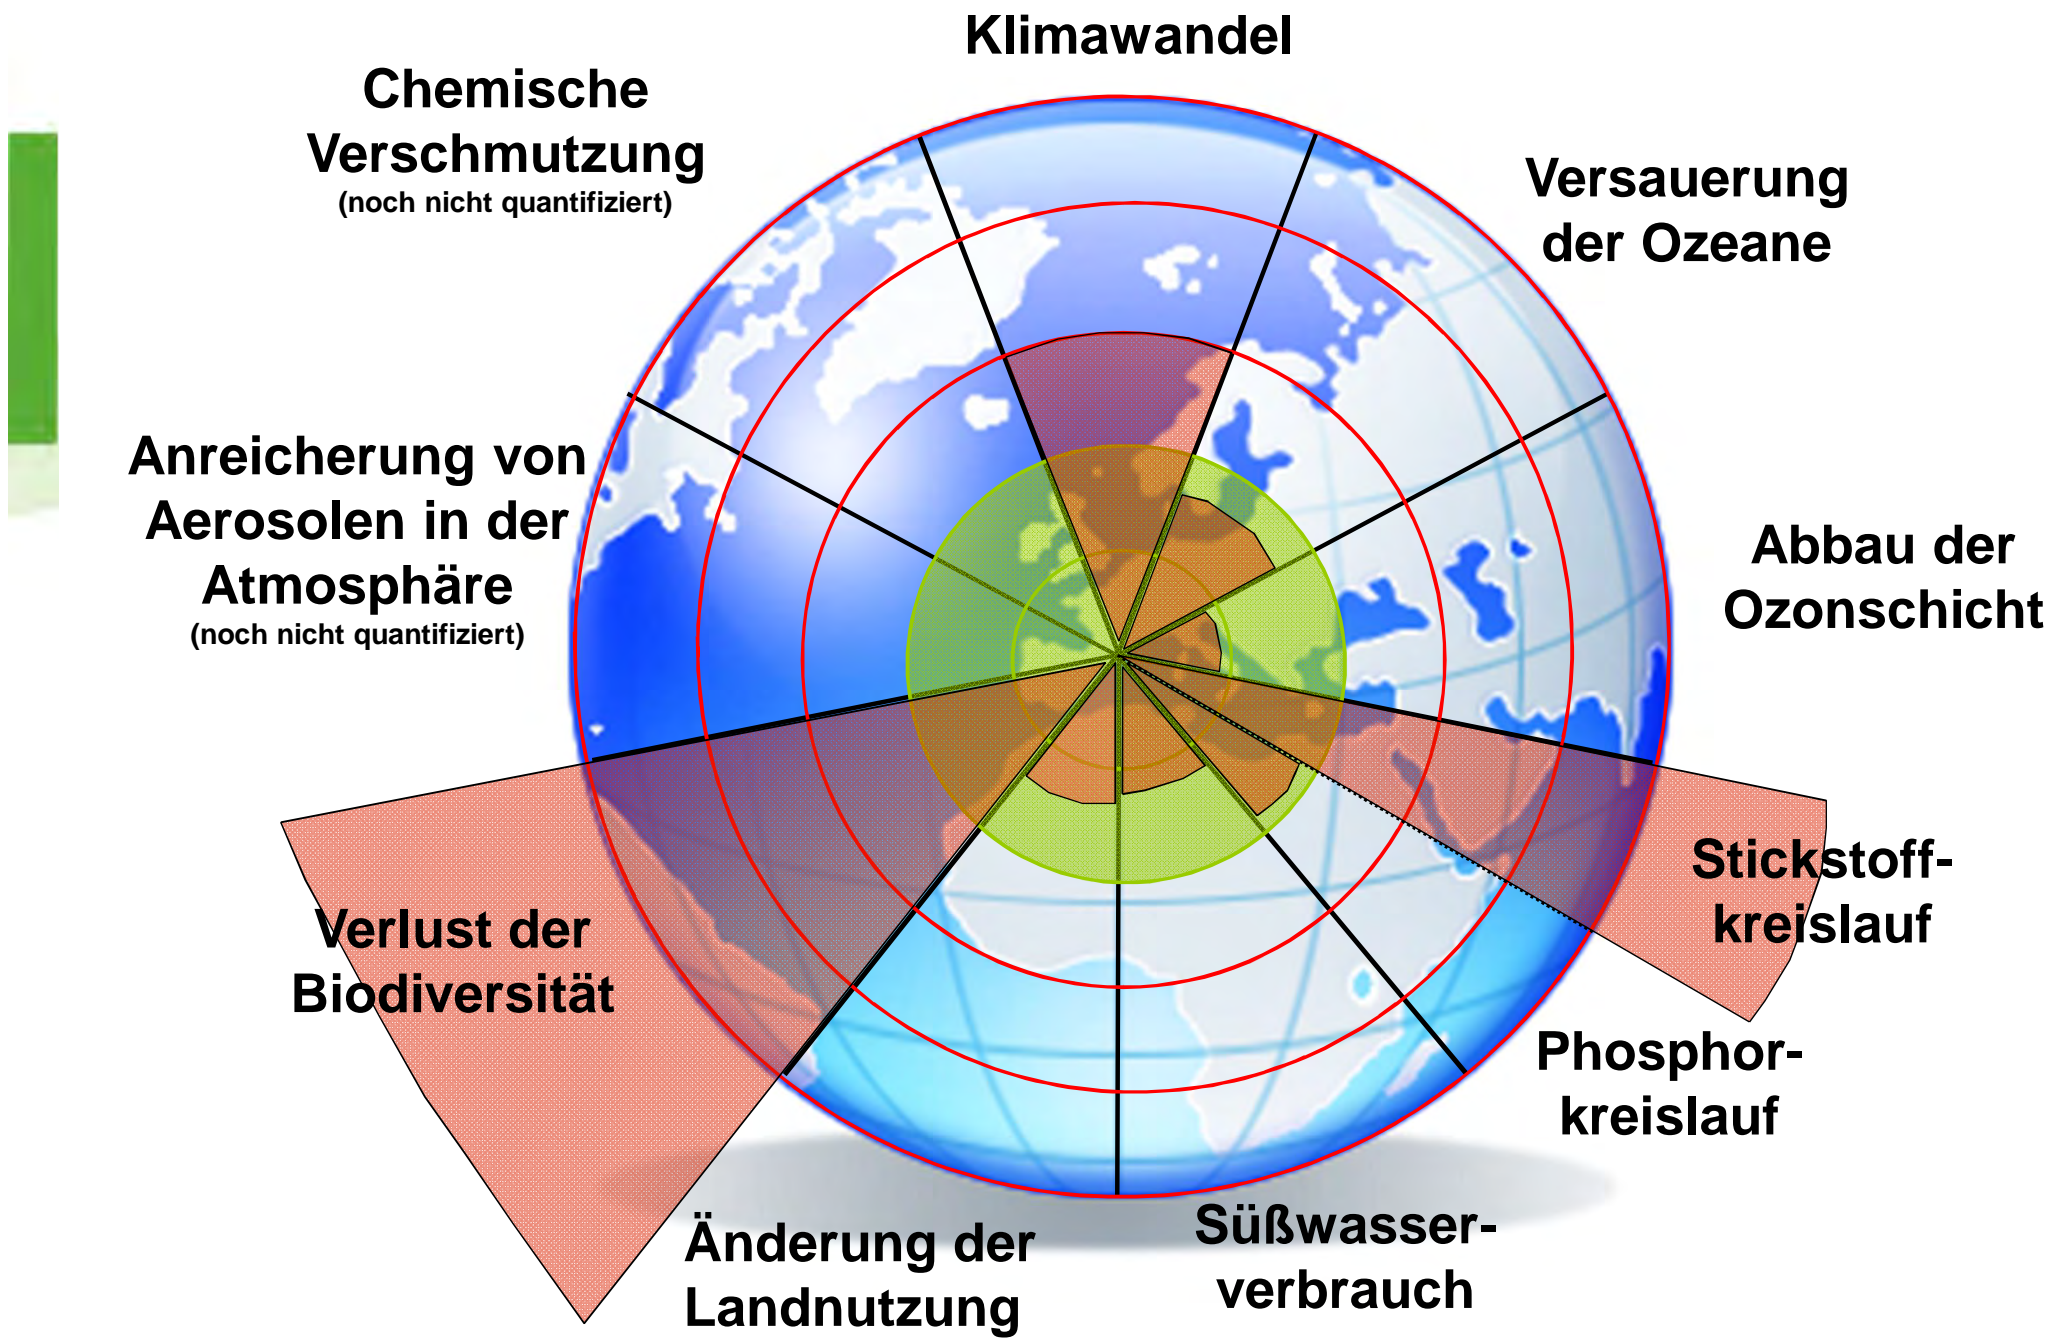 Klimawandel
Chemische
Verschmutzung
(noch nicht quantifiziert)
Versauerung
der Ozeane
Anreicherung von
Aerosolen in der
Atmosphäre
(noch nicht quantifiziert)
Abbau der
Ozonschicht
Stickstoff-
kreislauf
Verlust der
Biodiversität
Phosphor-
kreislauf
Änderung der
Landnutzung
Süßwasser-
verbrauch